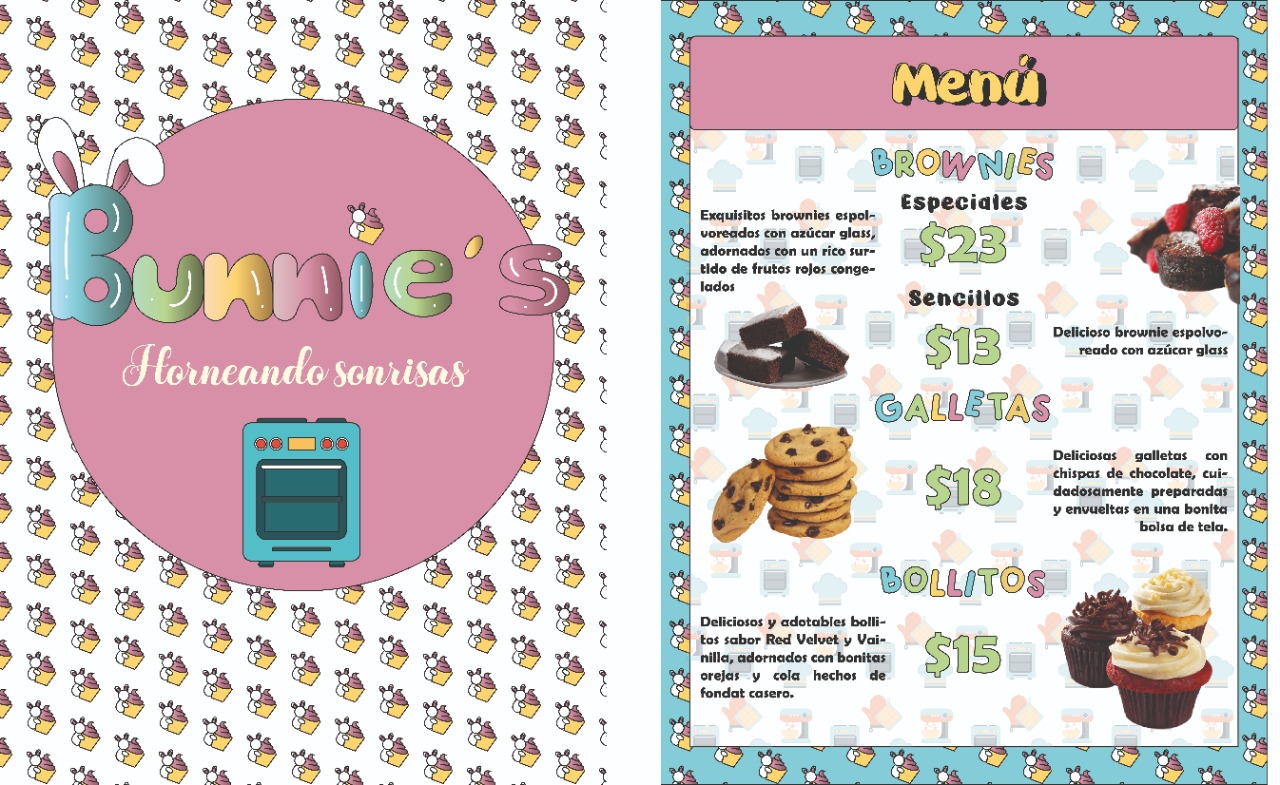 Bunnie's
Horneando sonrisas
Menú
BROWNIES
Especiales
Exquisitos brownies espol-
voreados con azúcar glass,
adornados con un rico sur-
tido de frutos rojos conge-
lados
$23
Sencillos
$13
Delicioso brownie espolvo-
reado con azúcar glass
GALLETAS
$18
Deliciosas galletas con
chispas de chocolate, cui-
dadosamente preparadas
y envueltas en una bonita
bolsa de tela.
BOLLITOS
Deliciosos y adotables bolli-
tos sabor Red Velvet y Vai-
nilla, adornados con bonitas
orejas y cola hechos de
fondat casero.
$15